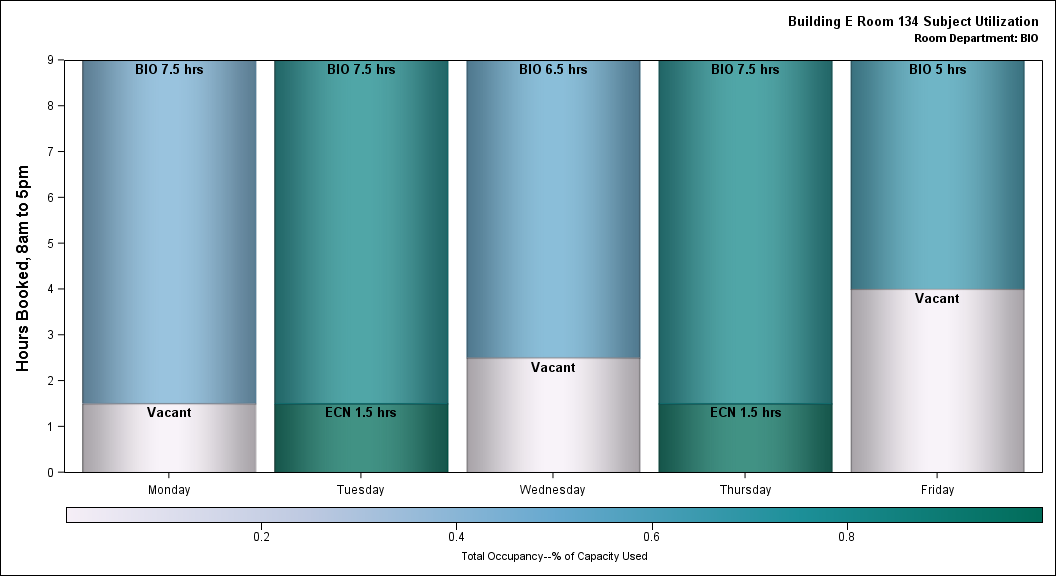 Building E Room 134 Subject Utilization
Room Department: BIO
Hours Booked, 8am to 5pm
9
8
7
6
5
4
3
2
1
0
BIO 7.5 hrs
Vacant
BIO 7.5 hrs
ECN 1.5 hrs
BIO 6.5 hrs
Vacant
BIO 7.5 hrs
ECN 1.5 hrs
BIO 5 hrs
Vacant
Monday
Tuesday
Wednesday
Thursday
Friday
0.2
0.4
0.6
0.8
Total Occupancy--% of Capacity Used